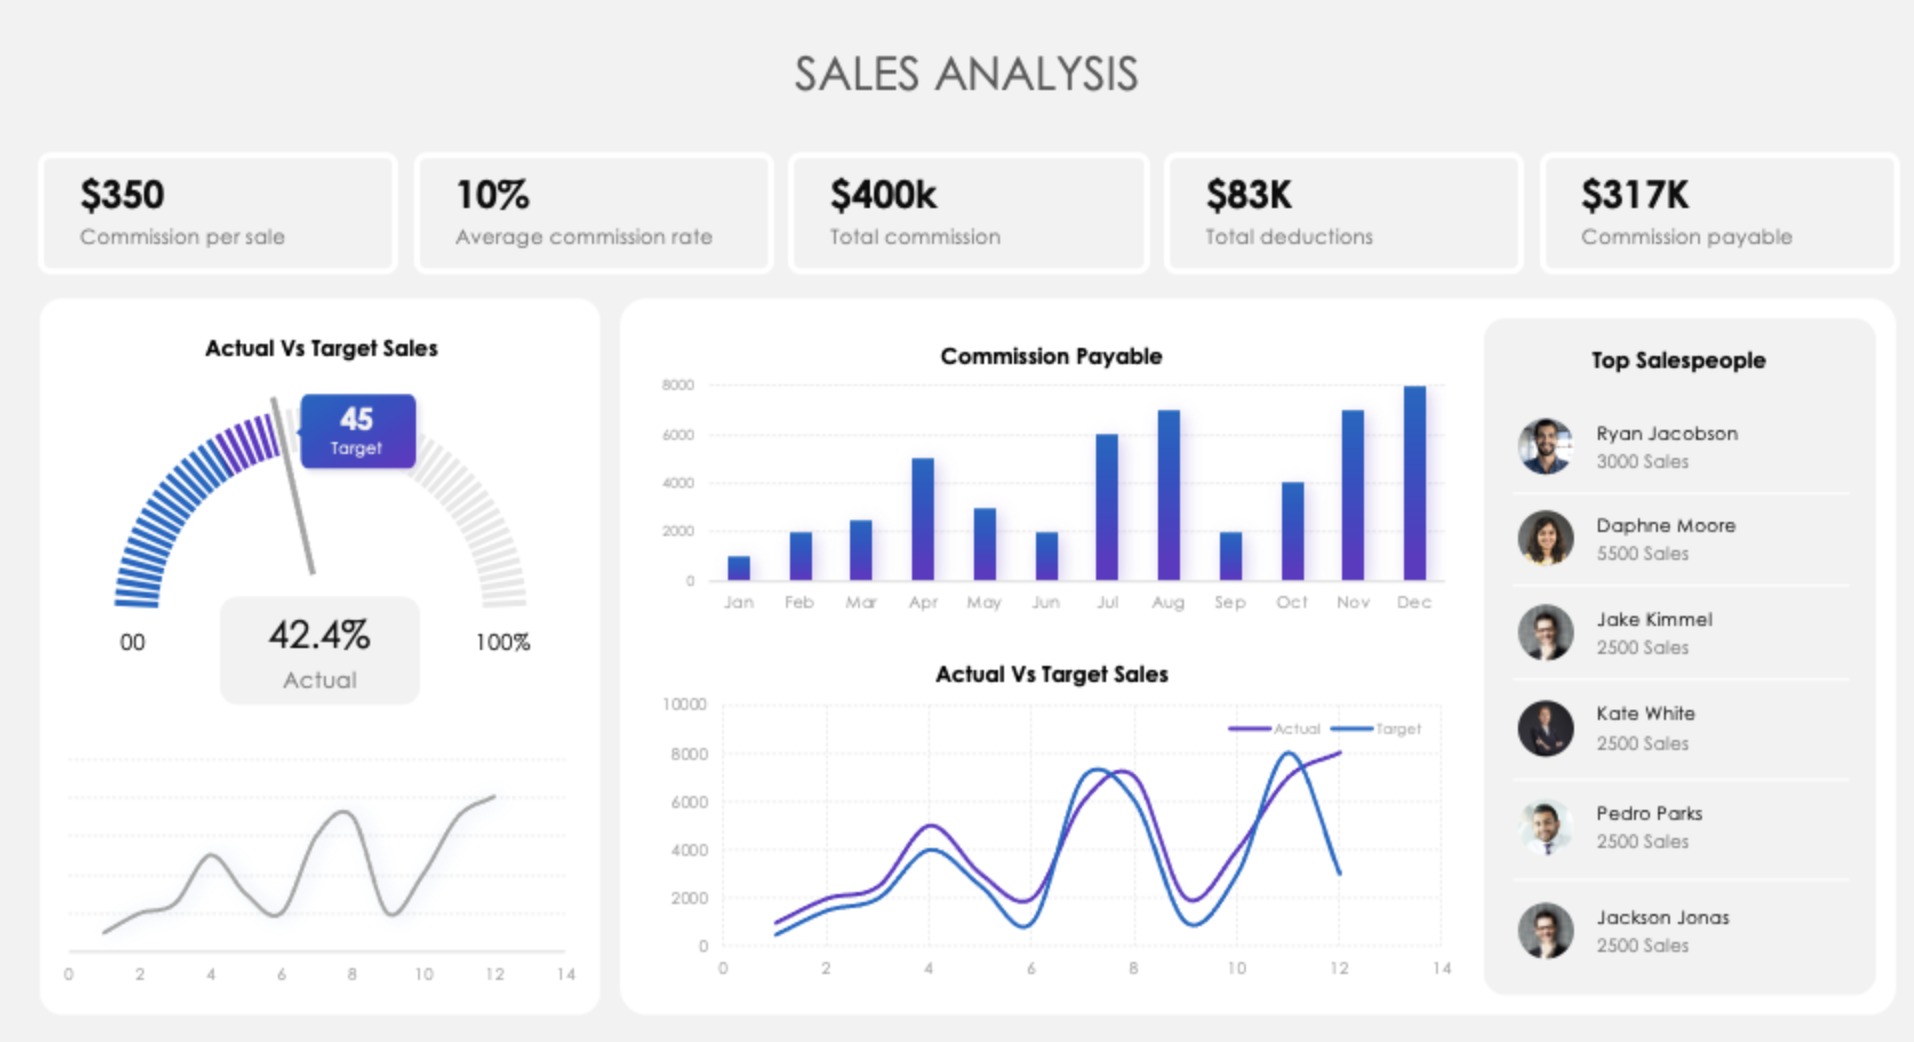 SALES ANALYSIS
$350
Commission per sale
10%
Average commission rate
$400k
Total commission
$83K
Total deductions
$317K
Commission payable
Actual Vs Target Sales
45
Target
00
100%
42.4%
Actual
0 2 4 6 8 10 12 14
Commission Payable
8000
6000
4000
2000
0
Jan Feb Mar Apr May Jun Jul Aug Sep Oct Nov Dec
Actual Vs Target Sales
10000
Actual Target
8000
6000
4000
2000
0
0 2 4 6 8 10 12 14
Top Salespeople
Ryan Jacobson
3000 Sales
Daphne Moore
5500 Sales
Jake Kimmel
2500 Sales
Kate White
2500 Sales
Pedro Parks
2500 Sales
Jackson Jonas
2500 Sales